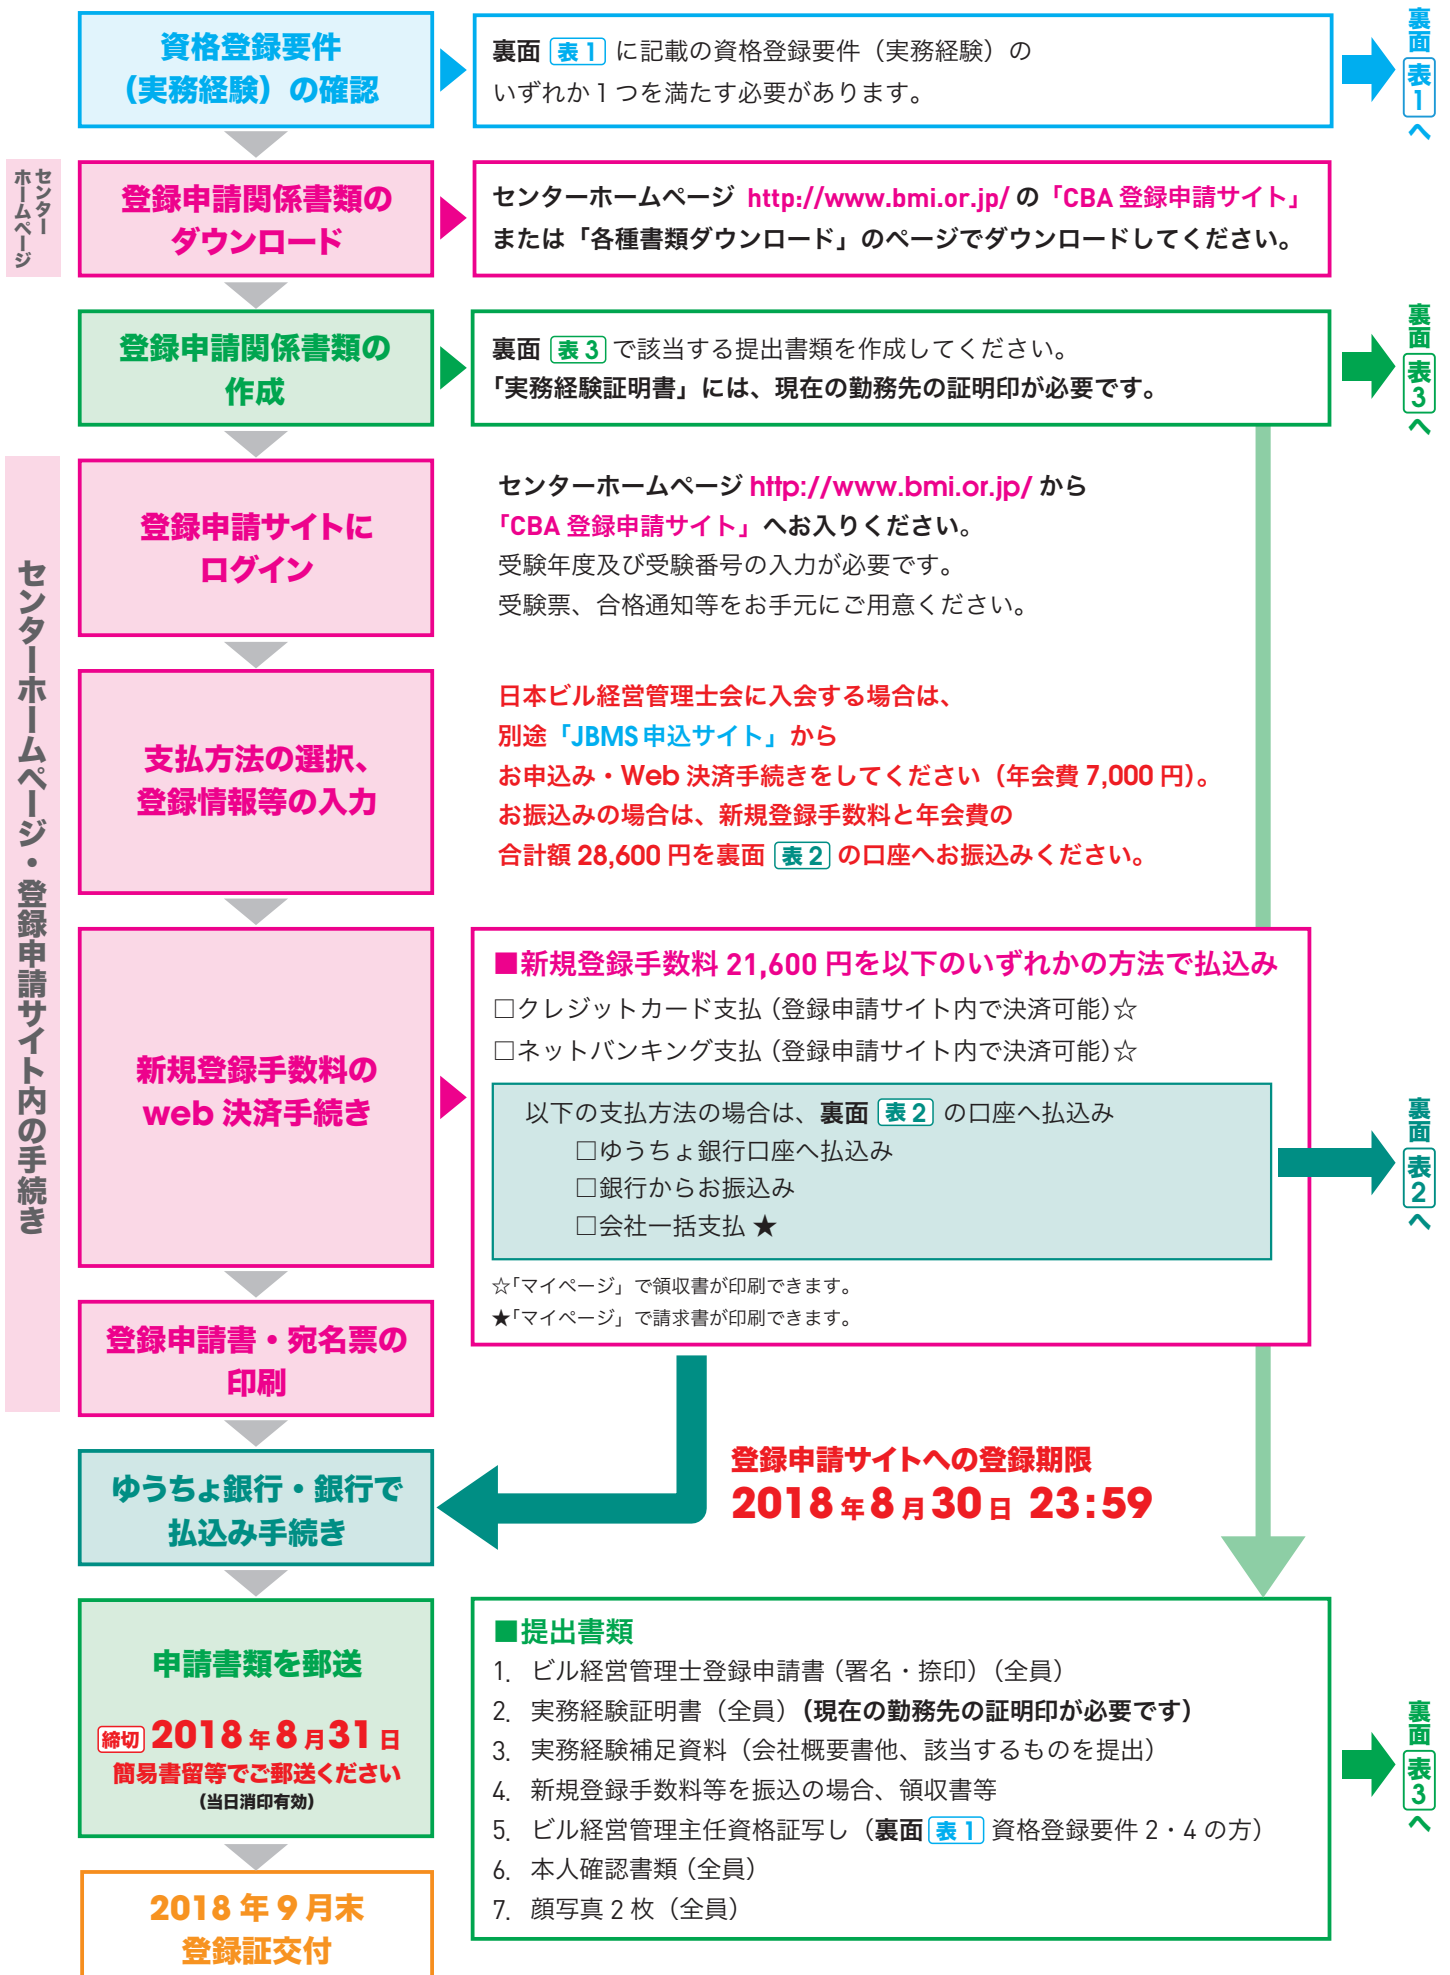 資格登録要件
（実務経験）の確認
裏面 表1 に記載の資格登録要件（実務経験）の
いずれか1つを満たす必要があります。
裏面 表1 へ
センター
ホームページ
登録申請関係書類の
ダウンロード
センターホームページ http://www.bmi.or.jp/ の「CBA 登録申請サイト」
または「各種書類ダウンロード」のページでダウンロードしてください。
登録申請関係書類の
作成
裏面 表3 で該当する提出書類を作成してください。
「実務経験証明書」には、現在の勤務先の証明印が必要です。
裏面 表3 へ
センターホームページ・登録申請サイト内の手続き
登録申請サイトに
ログイン
センターホームページ http://www.bmi.or.jp/ から
「CBA 登録申請サイト」へお入りください。
受験年度及び受験番号の入力が必要です。
受験票、合格通知等をお手元にご用意ください。
支払方法の選択、
登録情報等の入力
日本ビル経営管理士会に入会する場合は、
別途「JBMS申込サイト」から
お申込み・Web 決済手続きをしてください（年会費 7,000 円）。
お振込みの場合は、新規登録手数料と年会費の
合計額 28,600 円を裏面 表2 の口座へお振込みください。
新規登録手数料の
web 決済手続き
■新規登録手数料 21,600 円を以下のいずれかの方法で払込み
□クレジットカード支払（登録申請サイト内で決済可能）☆
□ネットバンキング支払（登録申請サイト内で決済可能）☆
以下の支払方法の場合は、裏面 表2 の口座へ払込み
□ゆうちょ銀行口座へ払込み
□銀行からお振込み
□会社一括支払 ★
☆「マイページ」で領収書が印刷できます。
★「マイページ」で請求書が印刷できます。
裏面 表2 へ
登録申請書・宛名票の
印刷
ゆうちょ銀行・銀行で
払込み手続き
登録申請サイトへの登録期限
2018年8月30日 23:59
申請書類を郵送
締切 2018年8月31日
簡易書留等でご郵送ください
（当日消印有効）
■提出書類
1. ビル経営管理士登録申請書（署名・捺印）（全員）
2. 実務経験証明書（全員）（現在の勤務先の証明印が必要です）
3. 実務経験補足資料（会社概要書他、該当するものを提出）
4. 新規登録手数料等を振込の場合、領収書等
5. ビル経営管理主任資格証写し（裏面 表1 資格登録要件 2・4 の方）
6. 本人確認書類（全員）
7. 顔写真 2 枚（全員）
裏面 表3 へ
2018 年 9 月末
登録証交付